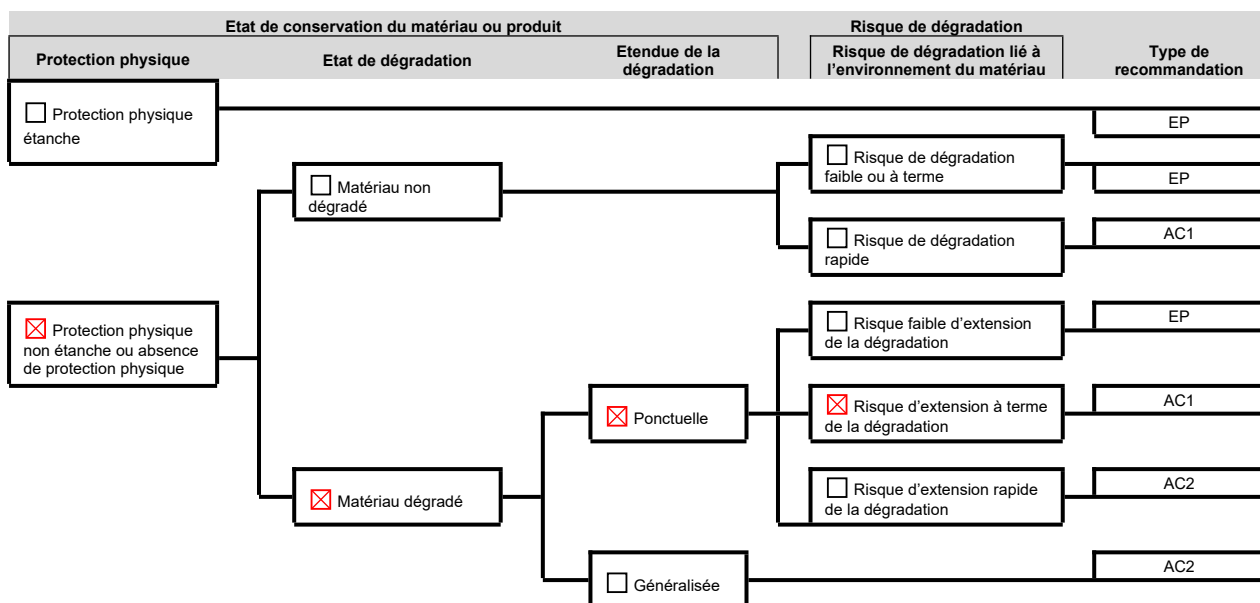 Etat de conservation du matériau ou produit
Risque de dégradation
Protection physique
Etat de dégradation
Etendue de la
dégradation
Risque de dégradation lié à
l'environnement du matériau
Type de
recommandation
Protection physique
étanche
EP
Matériau non
dégradé
Risque de dégradation
faible ou à terme
EP
Risque de dégradation
rapide
AC1
Protection physique
non étanche ou absence
de protection physique
Risque faible d'extension
de la dégradation
EP
Ponctuelle
Risque d'extension à terme
de la dégradation
AC1
Matériau dégradé
Risque d'extension rapide
de la dégradation
AC2
Généralisée
AC2